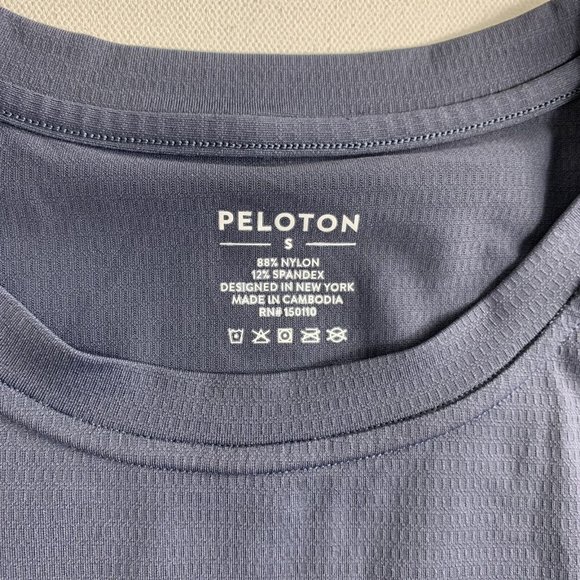 PELOTON
S
88% NYLON
12% SPANDEX
DESIGNED IN NEW YORK
MADE IN CAMBODIA
RN# 150110